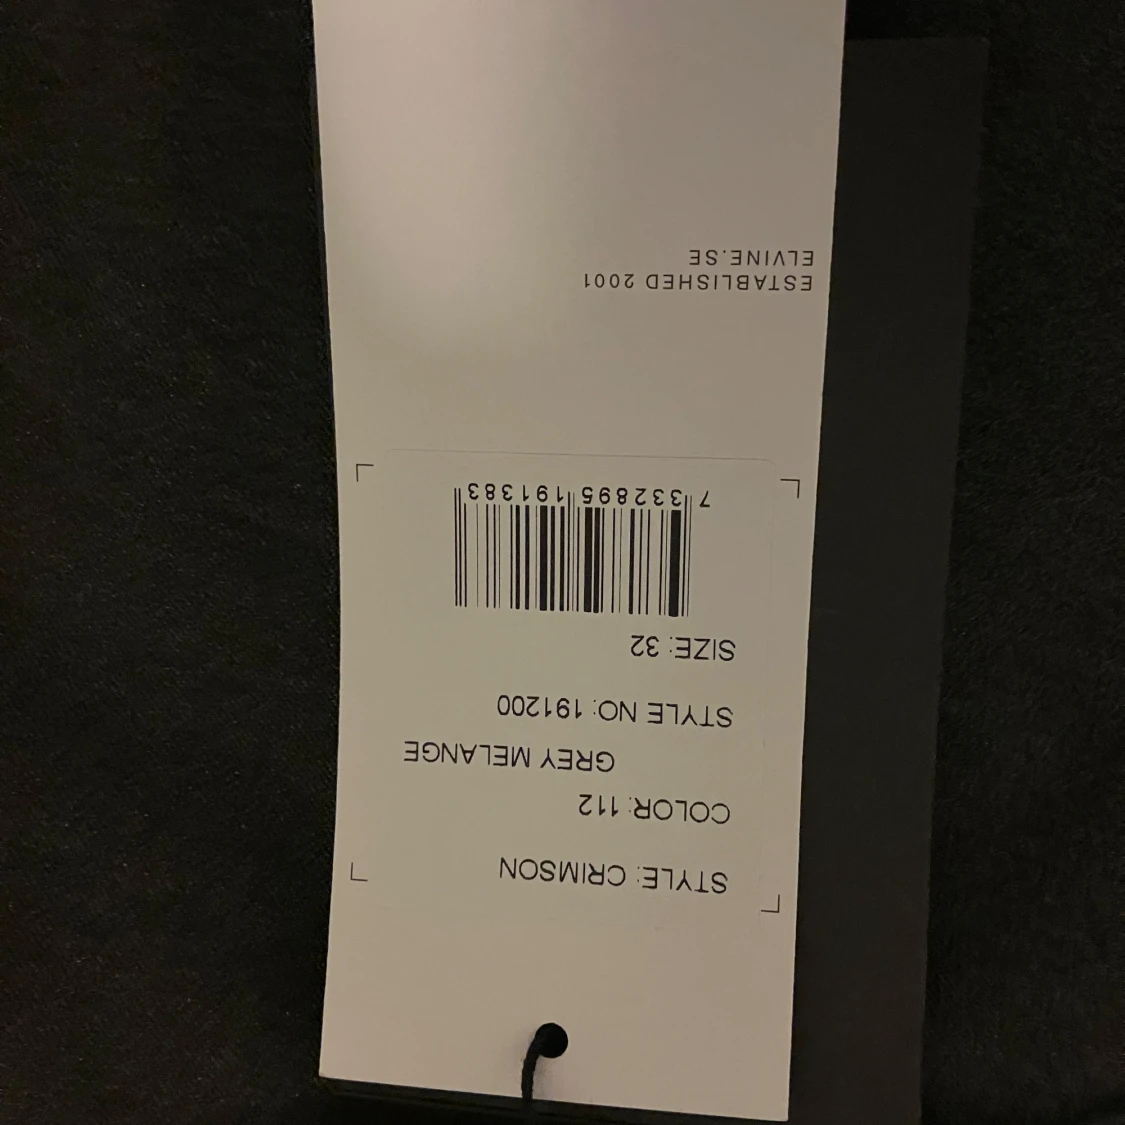 STYLE: CRIMSON
COLOR: 112
GREY MELANGE
STYLE NO: 191200
SIZE: 32
7 332895 191383
ESTABLISHED 2001
ELVINE.SE